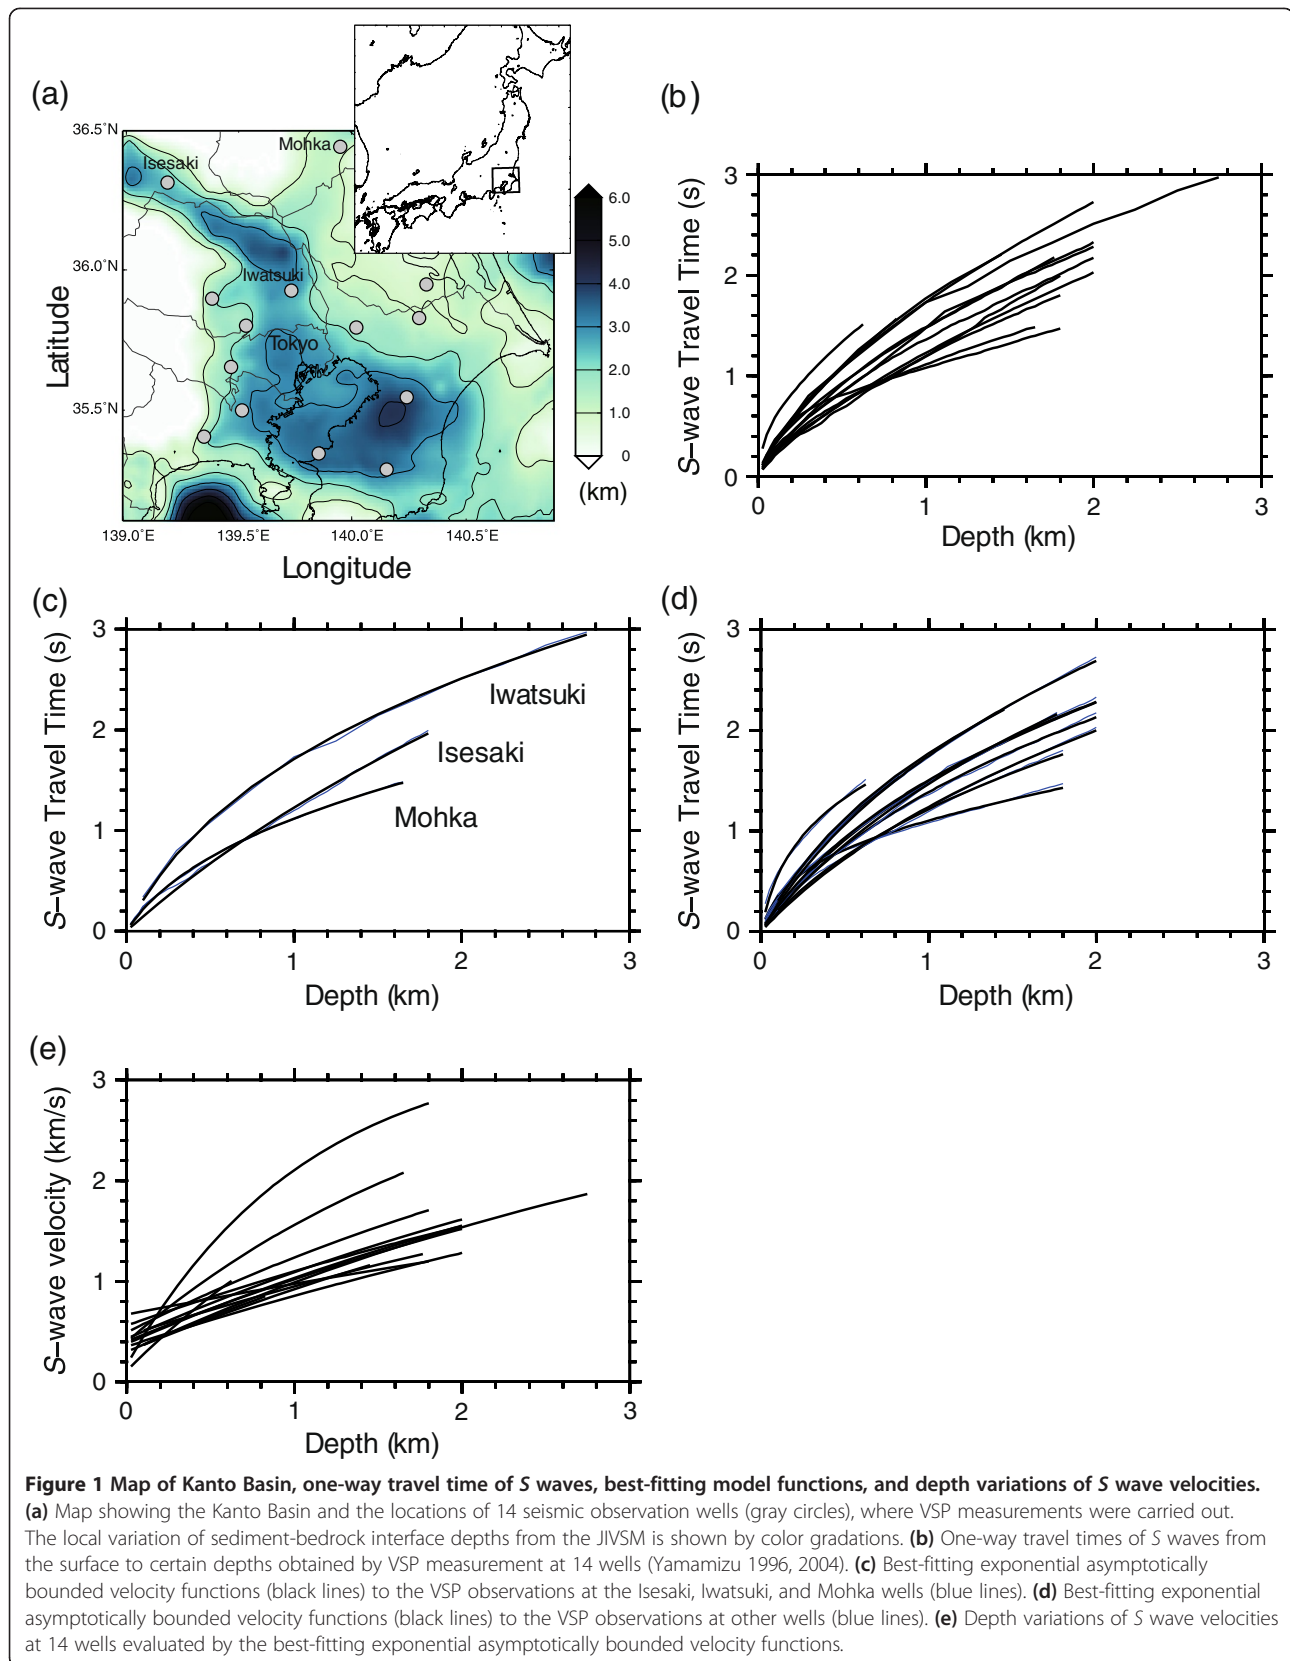 (a)
36.5˚N
36.0˚N
35.5˚N
Latitude
Mohka
Isesaki
Iwatsuki
Tokyo
139.0˚E
139.5˚E
140.0˚E
140.5˚E
Longitude
6.0
5.0
4.0
3.0
2.0
1.0
0
(km)
(b)
S–wave Travel Time (s)
3
2
1
0
0
1
2
3
Depth (km)
(c)
S–wave Travel Time (s)
3
2
1
0
Iwatsuki
Isesaki
Mohka
0
1
2
3
Depth (km)
(d)
S–wave Travel Time (s)
3
2
1
0
0
1
2
3
Depth (km)
(e)
S–wave velocity (km/s)
3
2
1
0
0
1
2
3
Depth (km)
Figure 1 Map of Kanto Basin, one-way travel time of S waves, best-fitting model functions, and depth variations of S wave velocities.
(a) Map showing the Kanto Basin and the locations of 14 seismic observation wells (gray circles), where VSP measurements were carried out.
The local variation of sediment-bedrock interface depths from the JIVSM is shown by color gradations. (b) One-way travel times of S waves from
the surface to certain depths obtained by VSP measurement at 14 wells (Yamamizu 1996, 2004). (c) Best-fitting exponential asymptotically
bounded velocity functions (black lines) to the VSP observations at the Isesaki, Iwatsuki, and Mohka wells (blue lines). (d) Best-fitting exponential
asymptotically bounded velocity functions (black lines) to the VSP observations at other wells (blue lines). (e) Depth variations of S wave velocities
at 14 wells evaluated by the best-fitting exponential asymptotically bounded velocity functions.